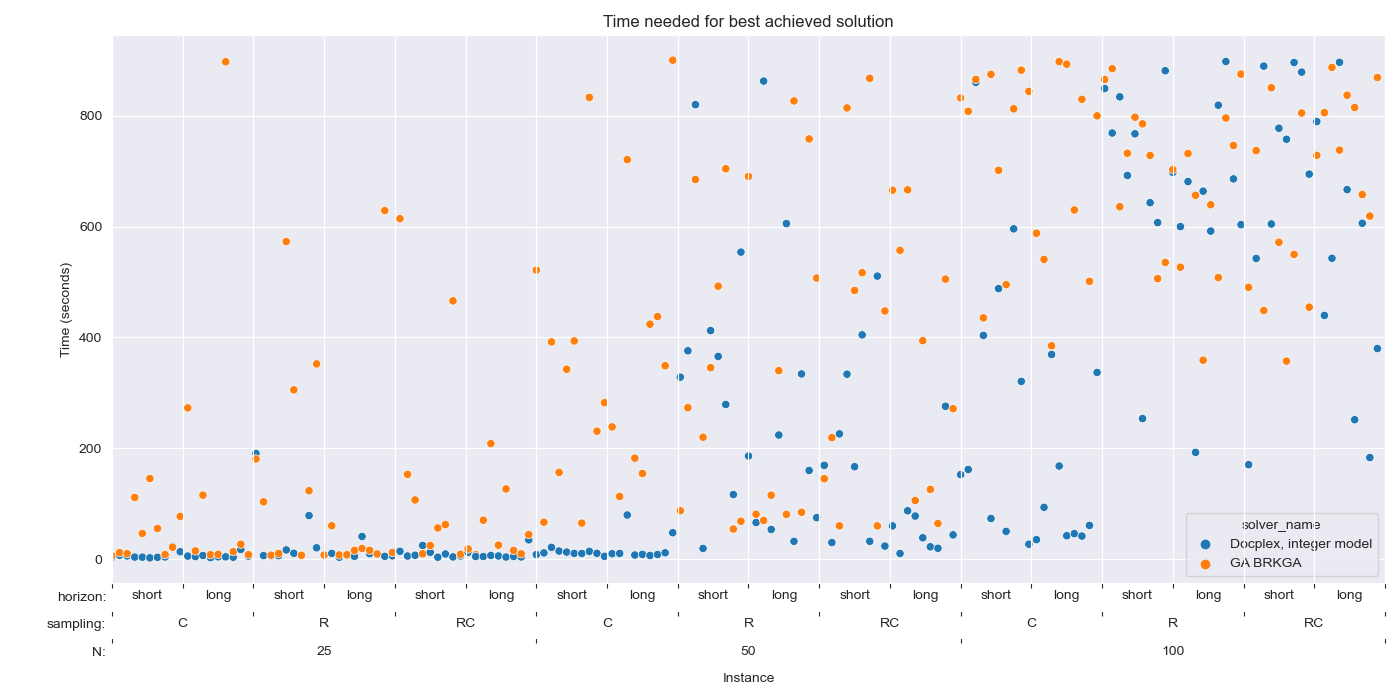 Time needed for best achieved solution
Time (seconds)
800
600
400
200
0
solver_name
Docplex, integer model
GA BRKGA
horizon: short long short long short long short long short long short long short long short long short long
sampling: C R RC C R RC C R RC
N: 25 50 100
Instance